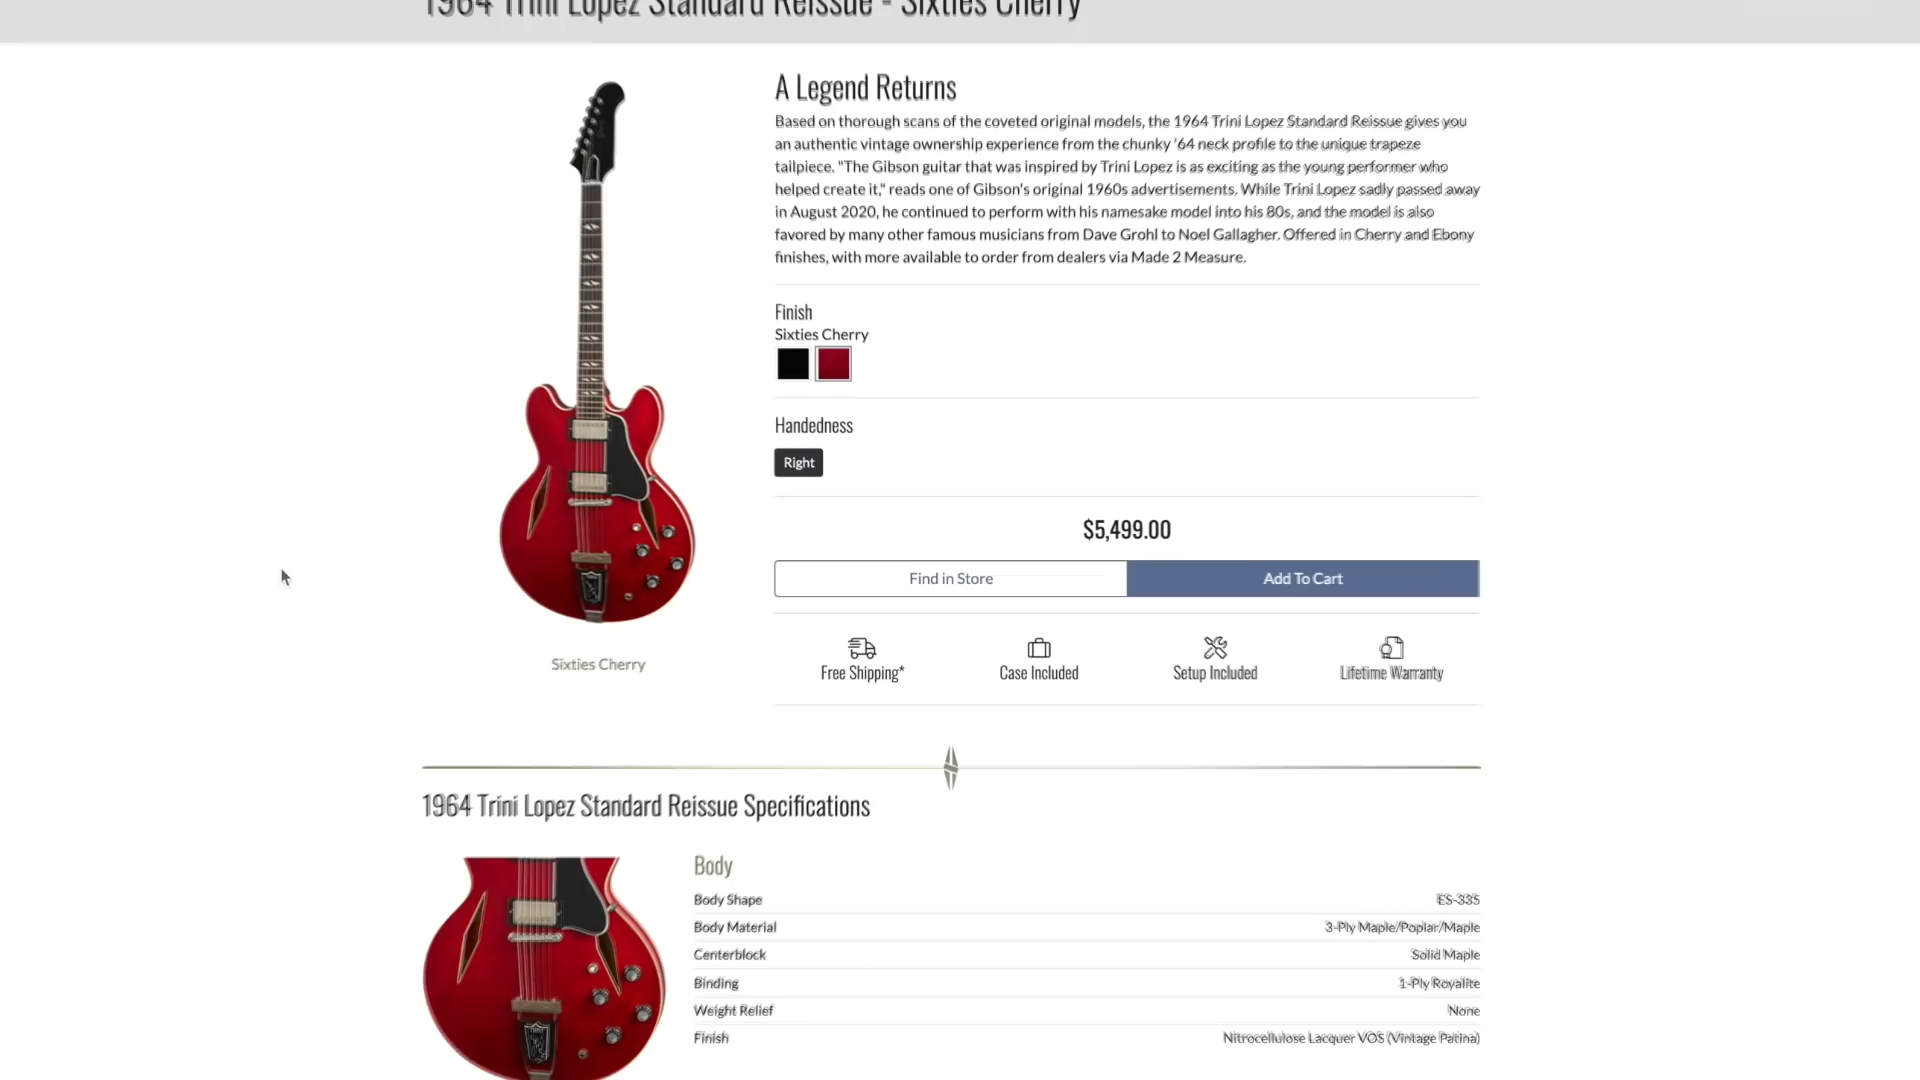 1964 Trini Lopez Standard Reissue - Sixties Cherry
A Legend Returns
Based on thorough scans of the coveted original models, the 1964 Trini Lopez Standard Reissue gives you
an authentic vintage ownership experience from the chunky '64 neck profile to the unique trapeze
tailpiece. "The Gibson guitar that was inspired by Trini Lopez is as exciting as the young performer who
helped create it," reads one of Gibson's original 1960s advertisements. While Trini Lopez sadly passed away
in August 2020, he continued to perform with his namesake model into his 80s, and the model is also
favored by many other famous musicians from Dave Grohl to Noel Gallagher. Offered in Cherry and Ebony
finishes, with more available to order from dealers via Made 2 Measure.
Finish
Sixties Cherry
Handedness
Right
$5,499.00
Find in Store
Add To Cart
Free Shipping*
Case Included
Setup Included
Lifetime Warranty
Sixties Cherry
1964 Trini Lopez Standard Reissue Specifications
Body
Body Shape ES-335
Body Material 3-Ply Maple/Poplar/Maple
Centerblock Solid Maple
Binding 1-Ply Royalite
Weight Relief None
Finish Nitrocellulose Lacquer VOS (Vintage Patina)